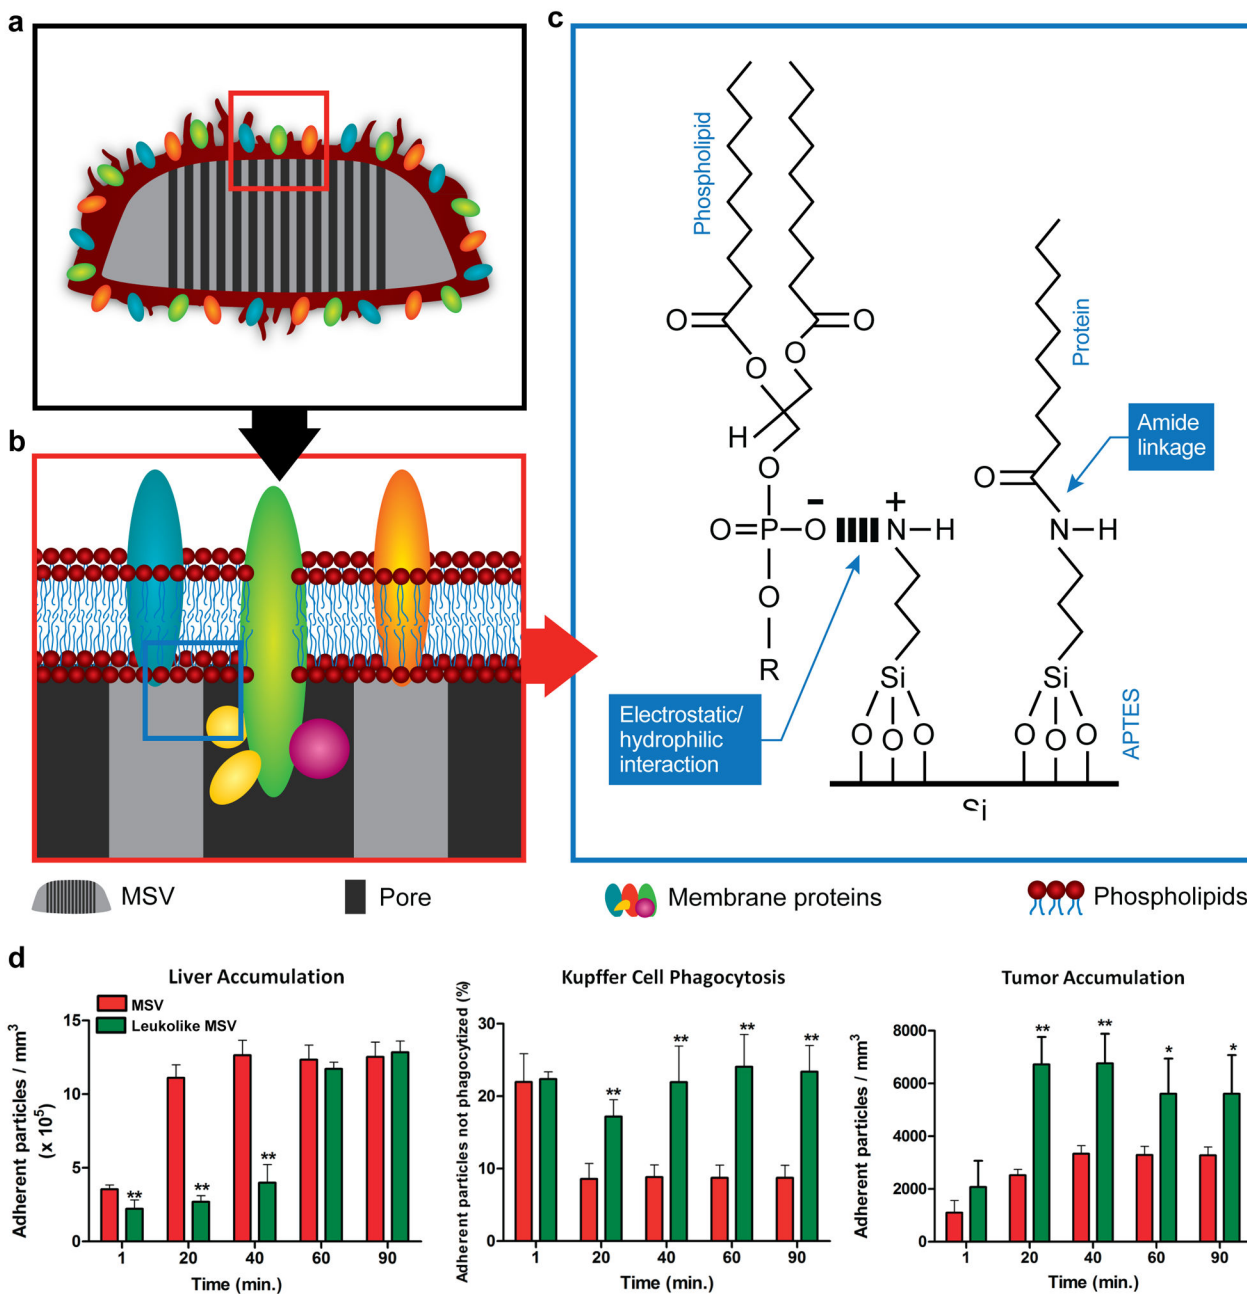 a
b
c
Phospholipid
Protein
O
O
O
O
H
O
O=P-O
-
+
N-H
O
R
O
N-H
Amide
linkage
Electrostatic/
hydrophilic
interaction
Si
O
O
O
Si
O
O
O
APTES
Si
MSV
Pore
Membrane proteins
Phospholipids
d
Liver Accumulation
MSV
Leukolike MSV
Adherent particles / mm³
(x 10⁵)
15
10
5
0
**
**
**
1 20 40 60 90
Time (min.)
Kupffer Cell Phagocytosis
Adherent particles not phagocytized (%)
30
20
10
0
**
**
**
**
1 20 40 60 90
Time (min.)
Tumor Accumulation
Adherent particles / mm³
8000
6000
4000
2000
0
**
**
*
*
1 20 40 60 90
Time (min.)